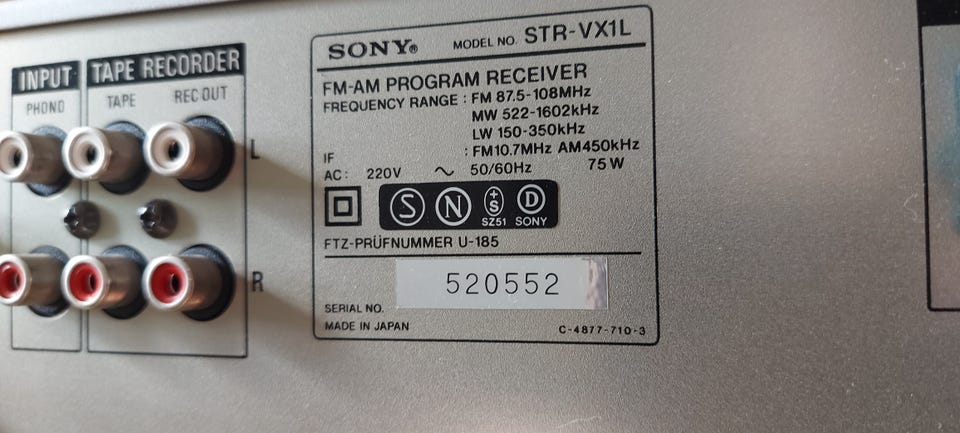 INPUT
PHONO
TAPE RECORDER
TAPE REC OUT
L
R
SONY® MODEL NO. STR-VX1L
FM-AM PROGRAM RECEIVER
FREQUENCY RANGE : FM 87.5-108MHz
MW 522-1602kHz
LW 150-350kHz
IF : FM10.7MHz AM450kHz
AC: 220V ~ 50/60Hz 75 W
S N +S D
SZ51 SONY
FTZ-PRÜFNUMMER U-185
520552
SERIAL NO.
MADE IN JAPAN C-4877-710-3